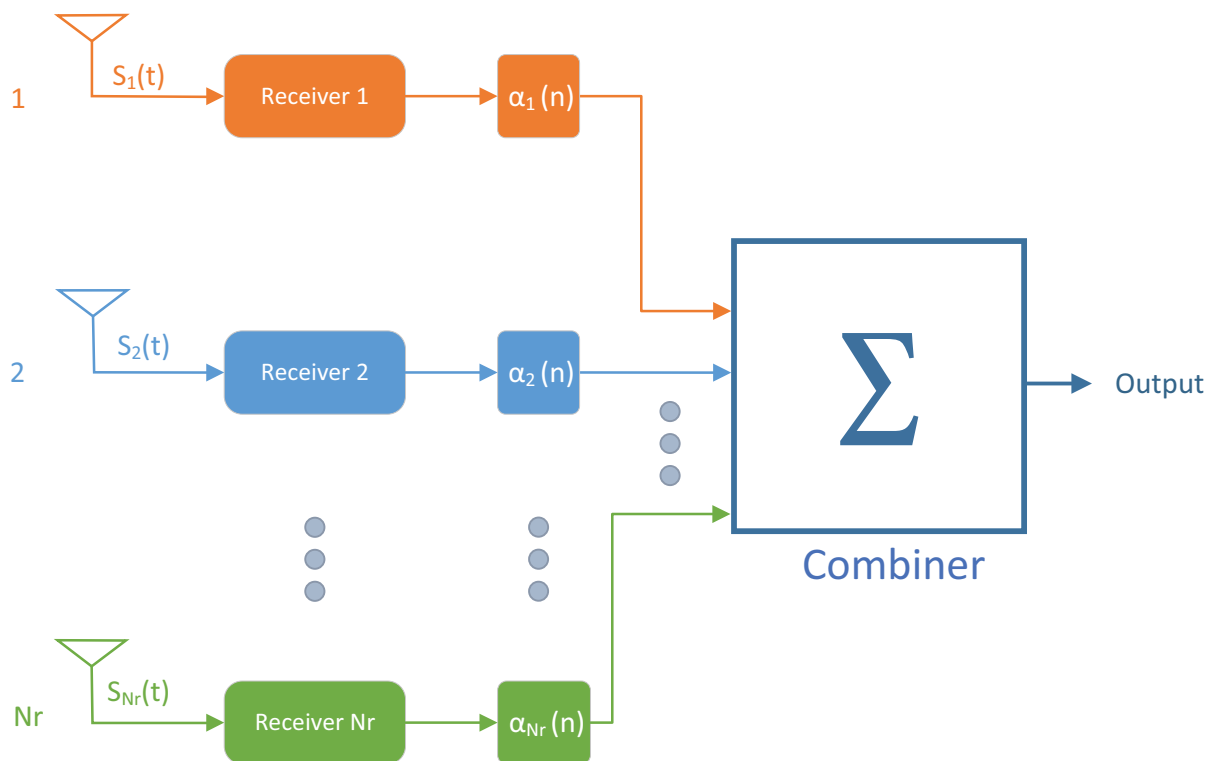 1
S₁(t)
Receiver 1
α₁ (n)
2
S₂(t)
Receiver 2
α₂ (n)
Σ
Output
Combiner
Nr
S_Nr(t)
Receiver Nr
α_Nr (n)